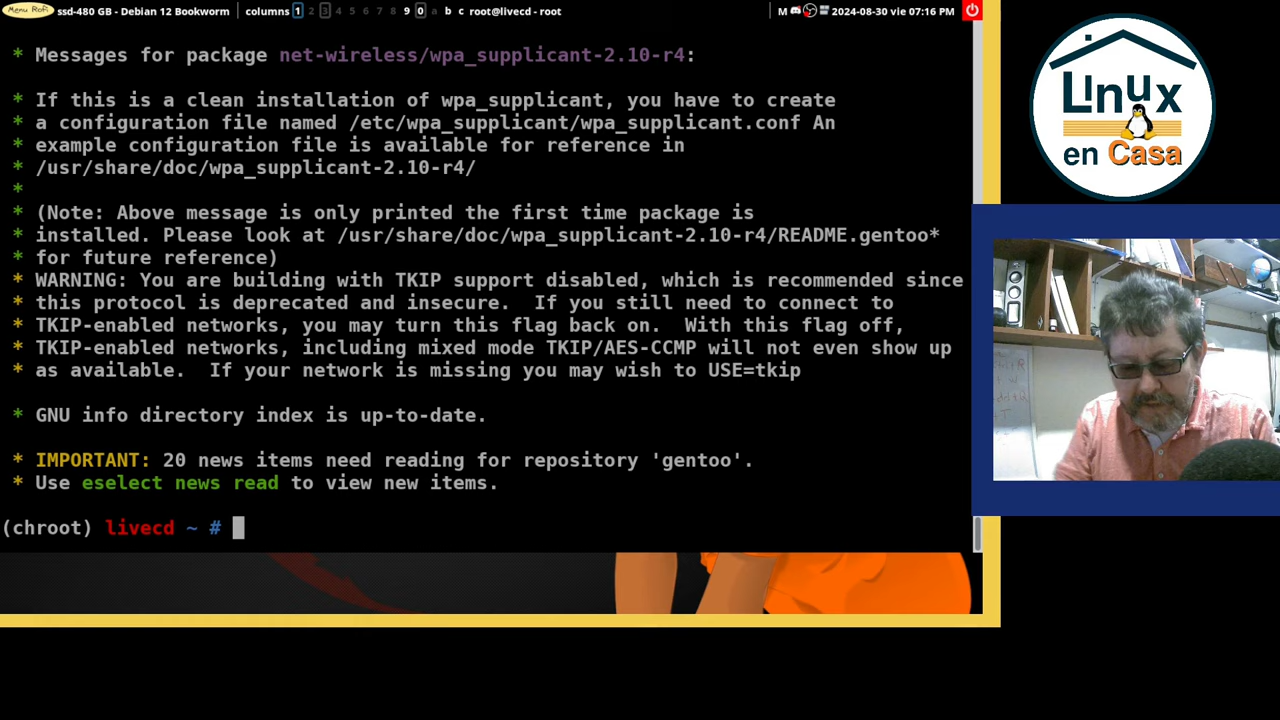 Menu Rofi ssd-480 GB - Debian 12 Bookworm columns 1 2 3 4 5 6 7 8 9 0 a b c root@livecd - root M 2024-08-30 vie 07:16 PM
* Messages for package net-wireless/wpa_supplicant-2.10-r4:
* If this is a clean installation of wpa_supplicant, you have to create
* a configuration file named /etc/wpa_supplicant/wpa_supplicant.conf An
* example configuration file is available for reference in
* /usr/share/doc/wpa_supplicant-2.10-r4/
*
* (Note: Above message is only printed the first time package is
* installed. Please look at /usr/share/doc/wpa_supplicant-2.10-r4/README.gentoo*
* for future reference)
* WARNING: You are building with TKIP support disabled, which is recommended since
* this protocol is deprecated and insecure.  If you still need to connect to
* TKIP-enabled networks, you may turn this flag back on.  With this flag off,
* TKIP-enabled networks, including mixed mode TKIP/AES-CCMP will not even show up
* as available.  If your network is missing you may wish to USE=tkip
* GNU info directory index is up-to-date.
* IMPORTANT: 20 news items need reading for repository 'gentoo'.
* Use eselect news read to view new items.
(chroot) livecd ~ #
Linux
en Casa